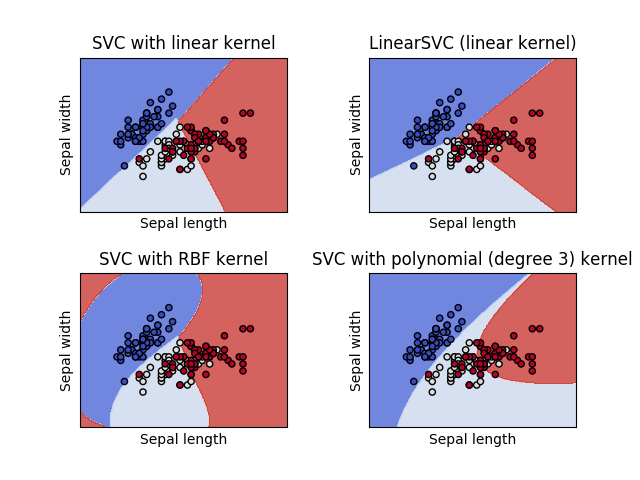 SVC with linear kernel
LinearSVC (linear kernel)
Sepal width
Sepal width
Sepal length
Sepal length
SVC with RBF kernel
SVC with polynomial (degree 3) kernel
Sepal width
Sepal width
Sepal length
Sepal length